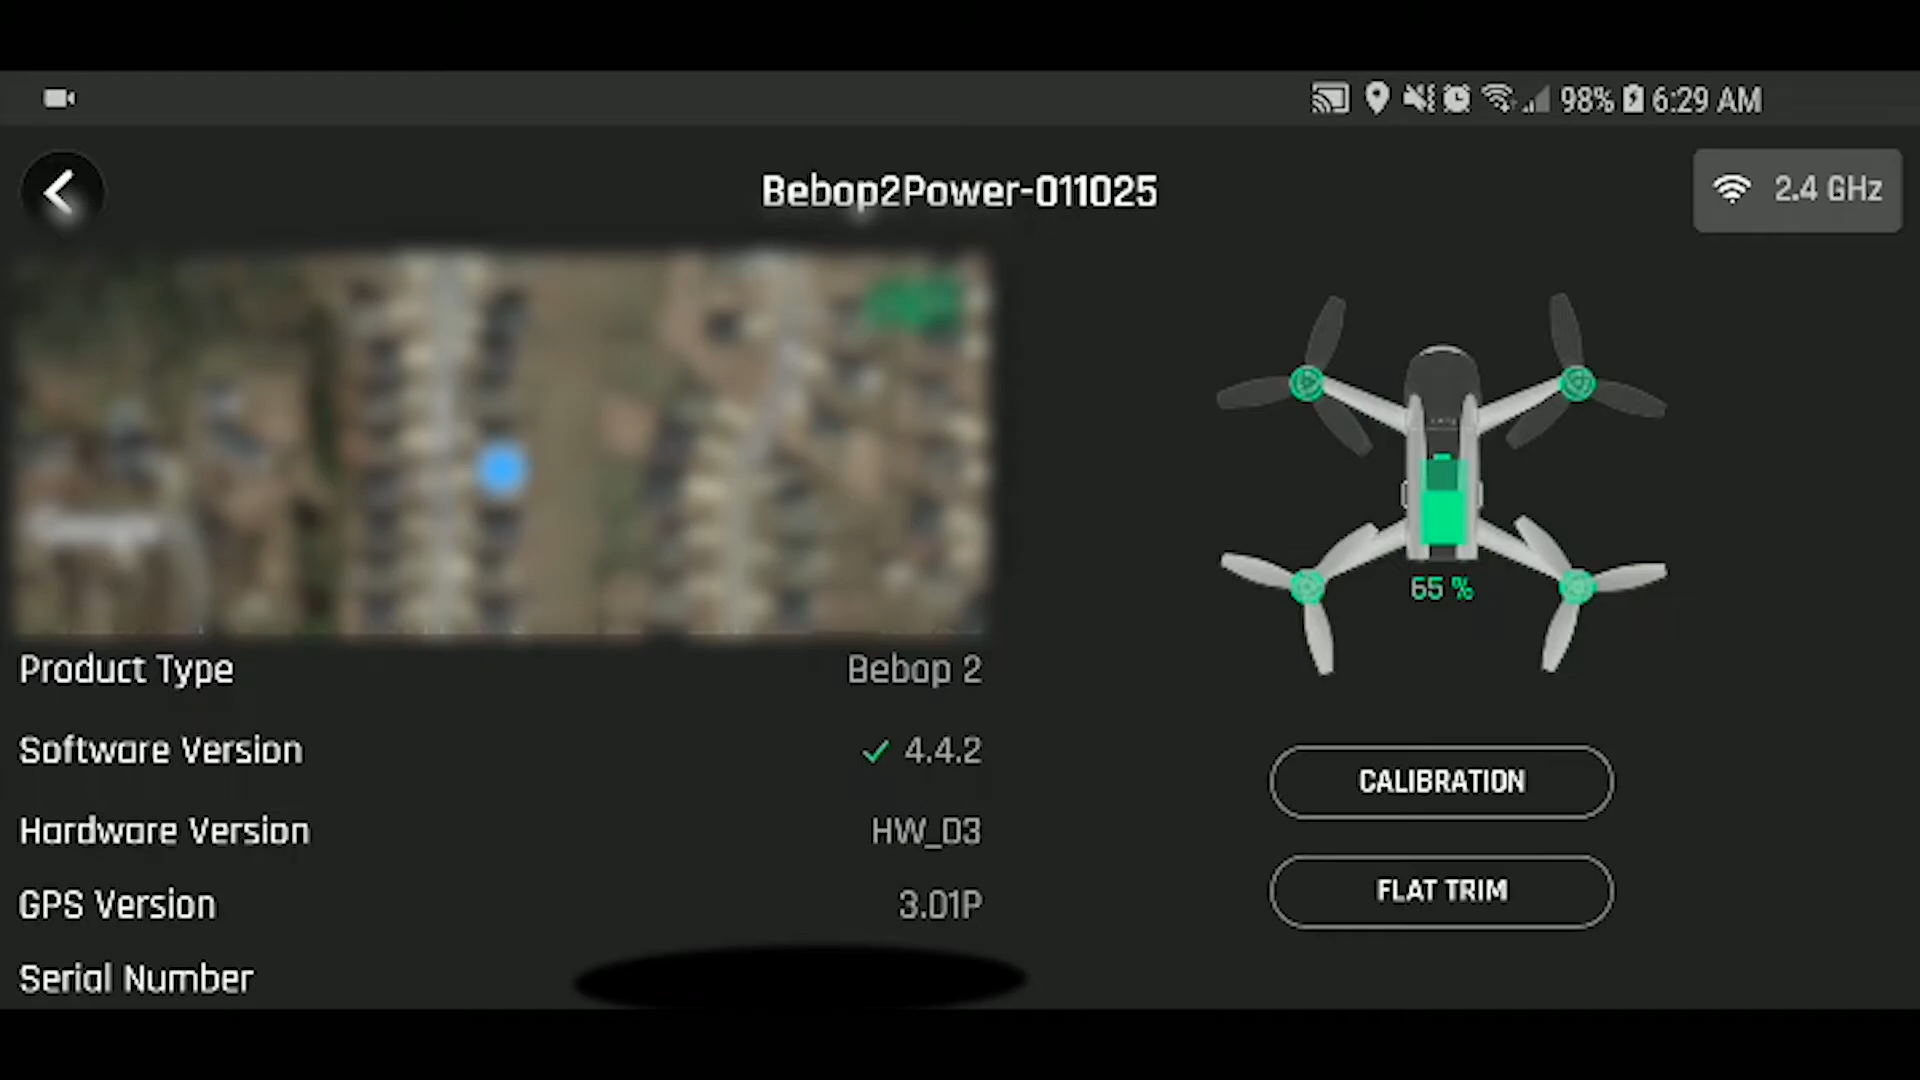 98% 6:29 AM
Bebop2Power-011025
2.4 GHz
65 %
Product Type Bebop 2
Software Version 4.4.2
Hardware Version HW_03
GPS Version 3.01P
Serial Number
CALIBRATION
FLAT TRIM